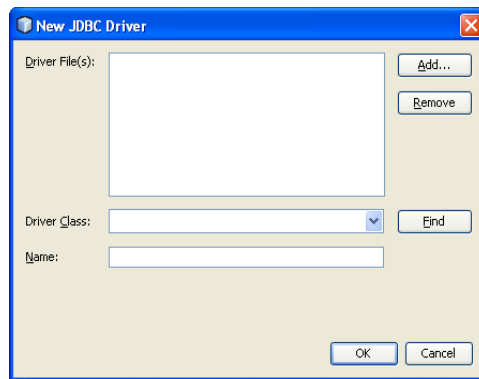 New JDBC Driver
Driver File(s):
Add...
Remove
Driver Class:
Find
Name:
OK
Cancel